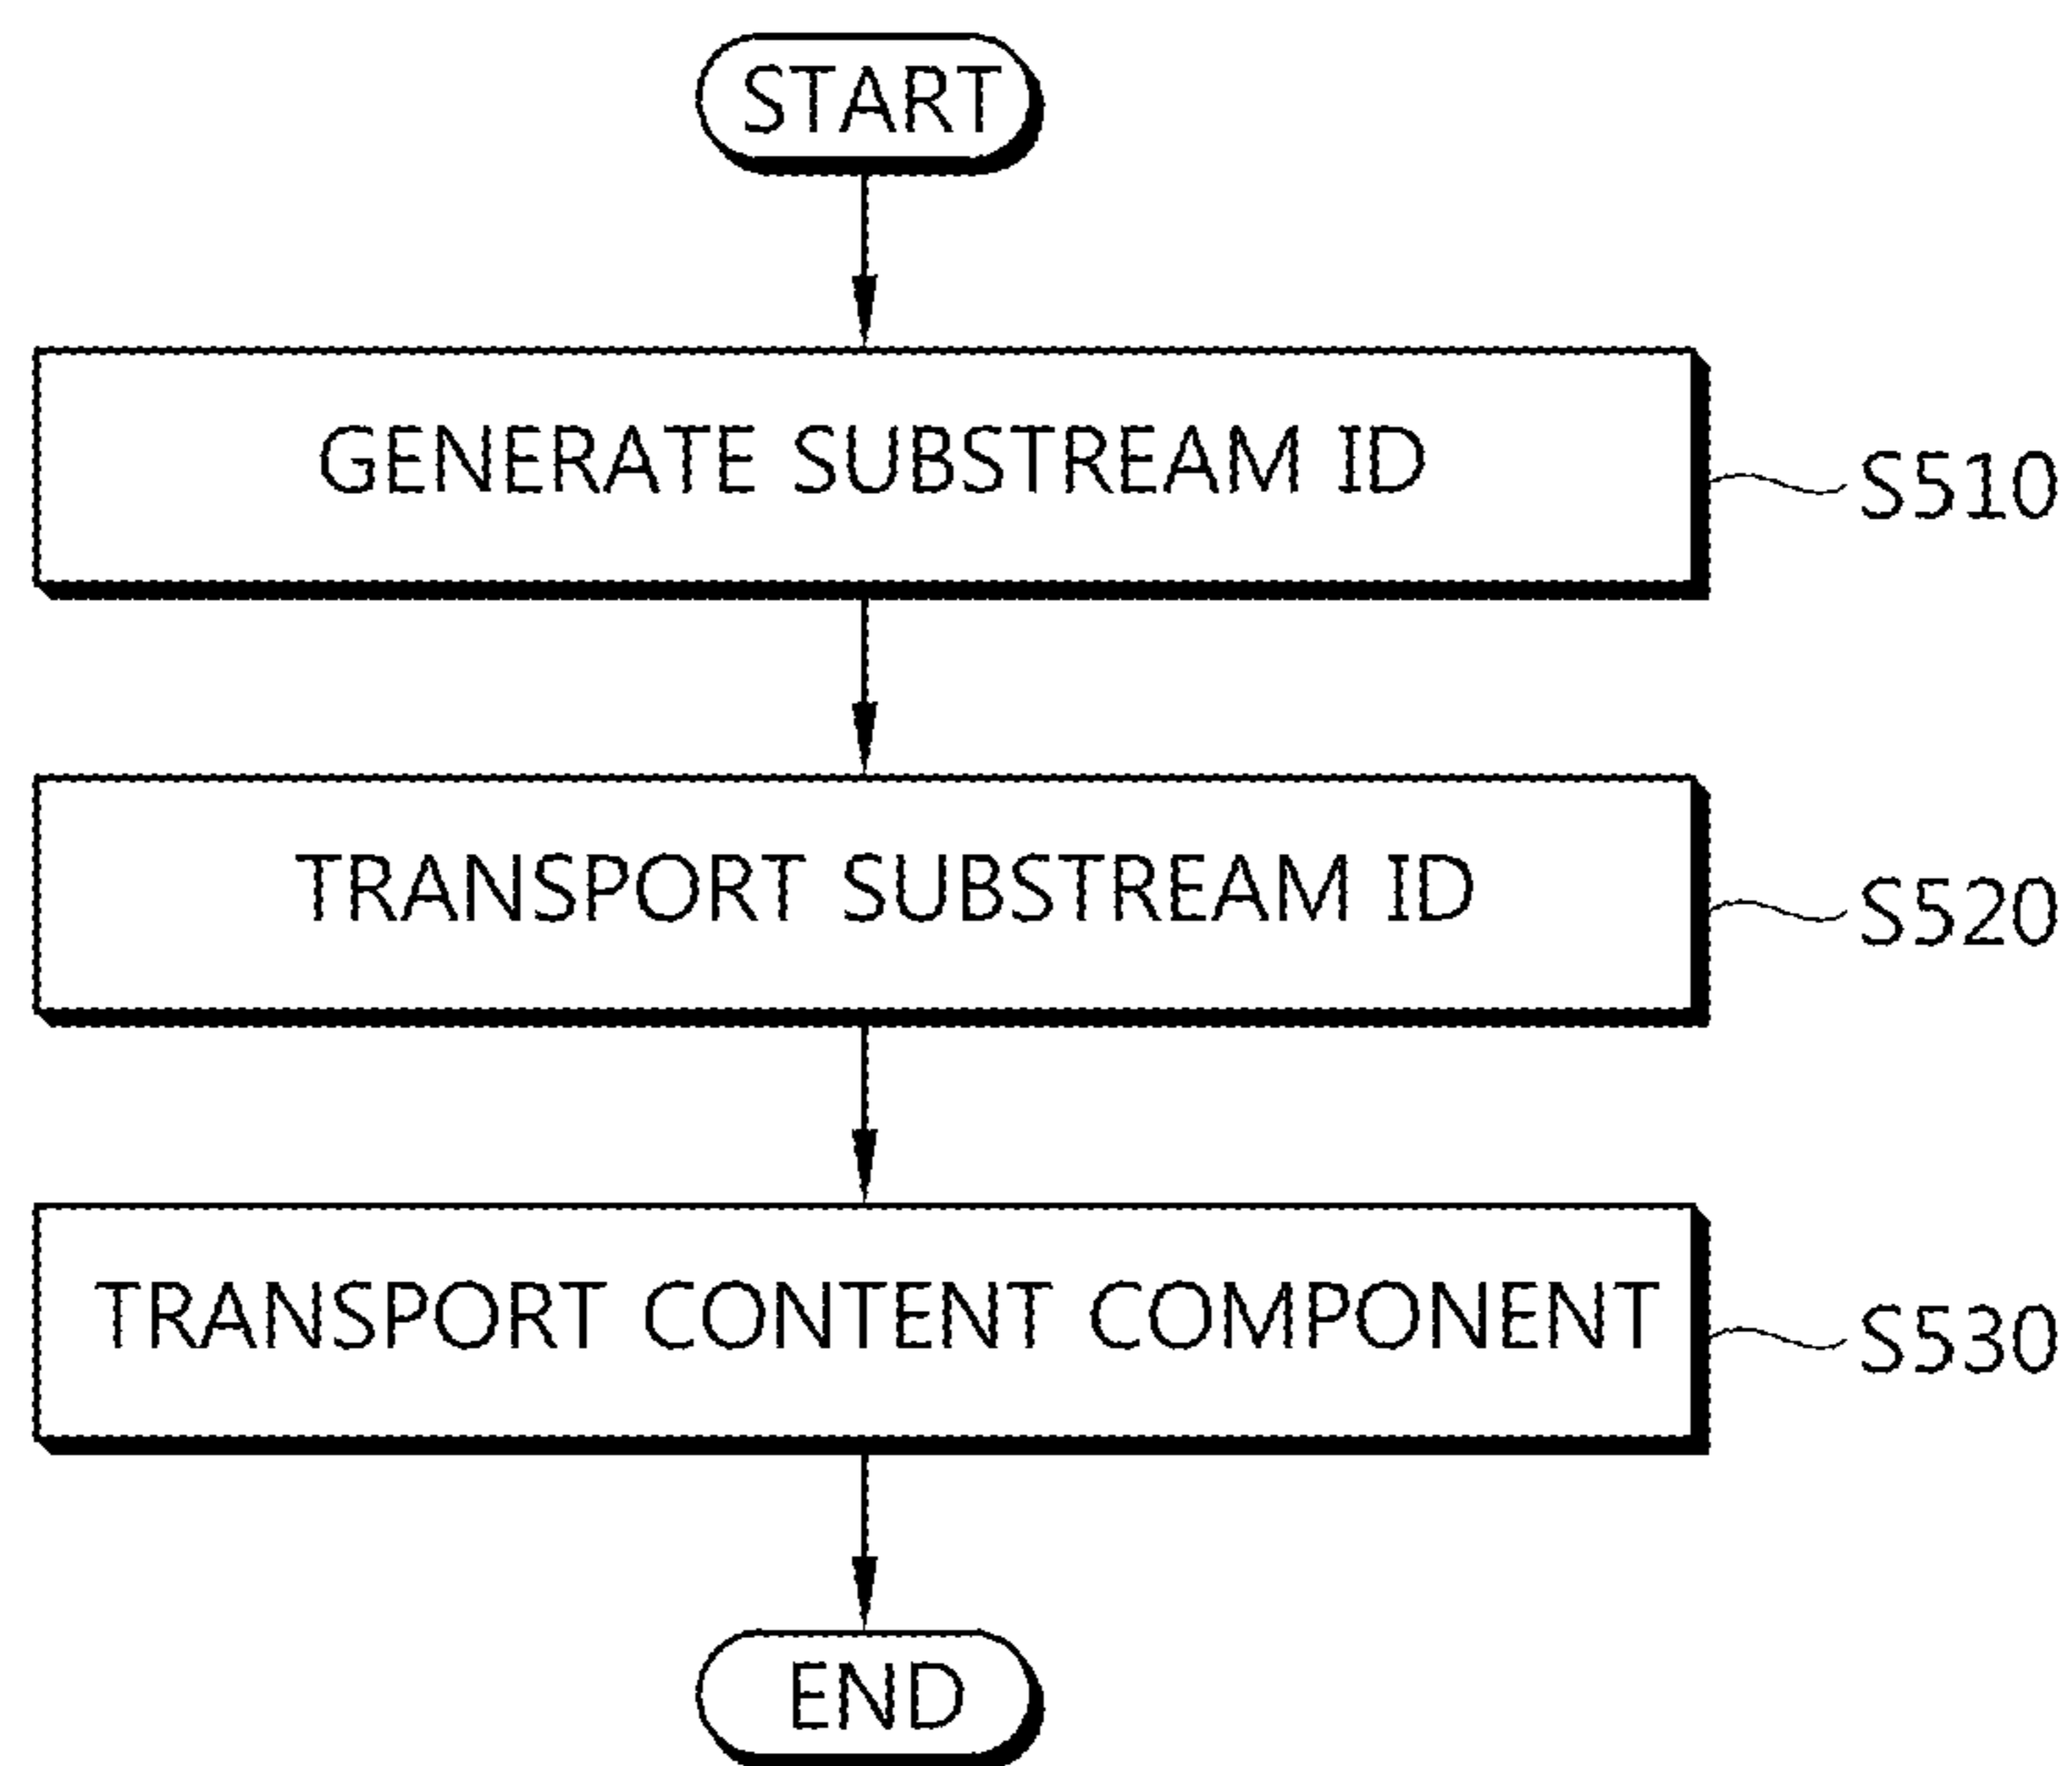 START
GENERATE SUBSTREAM ID
S510
TRANSPORT SUBSTREAM ID
S520
TRANSPORT CONTENT COMPONENT
S530
END